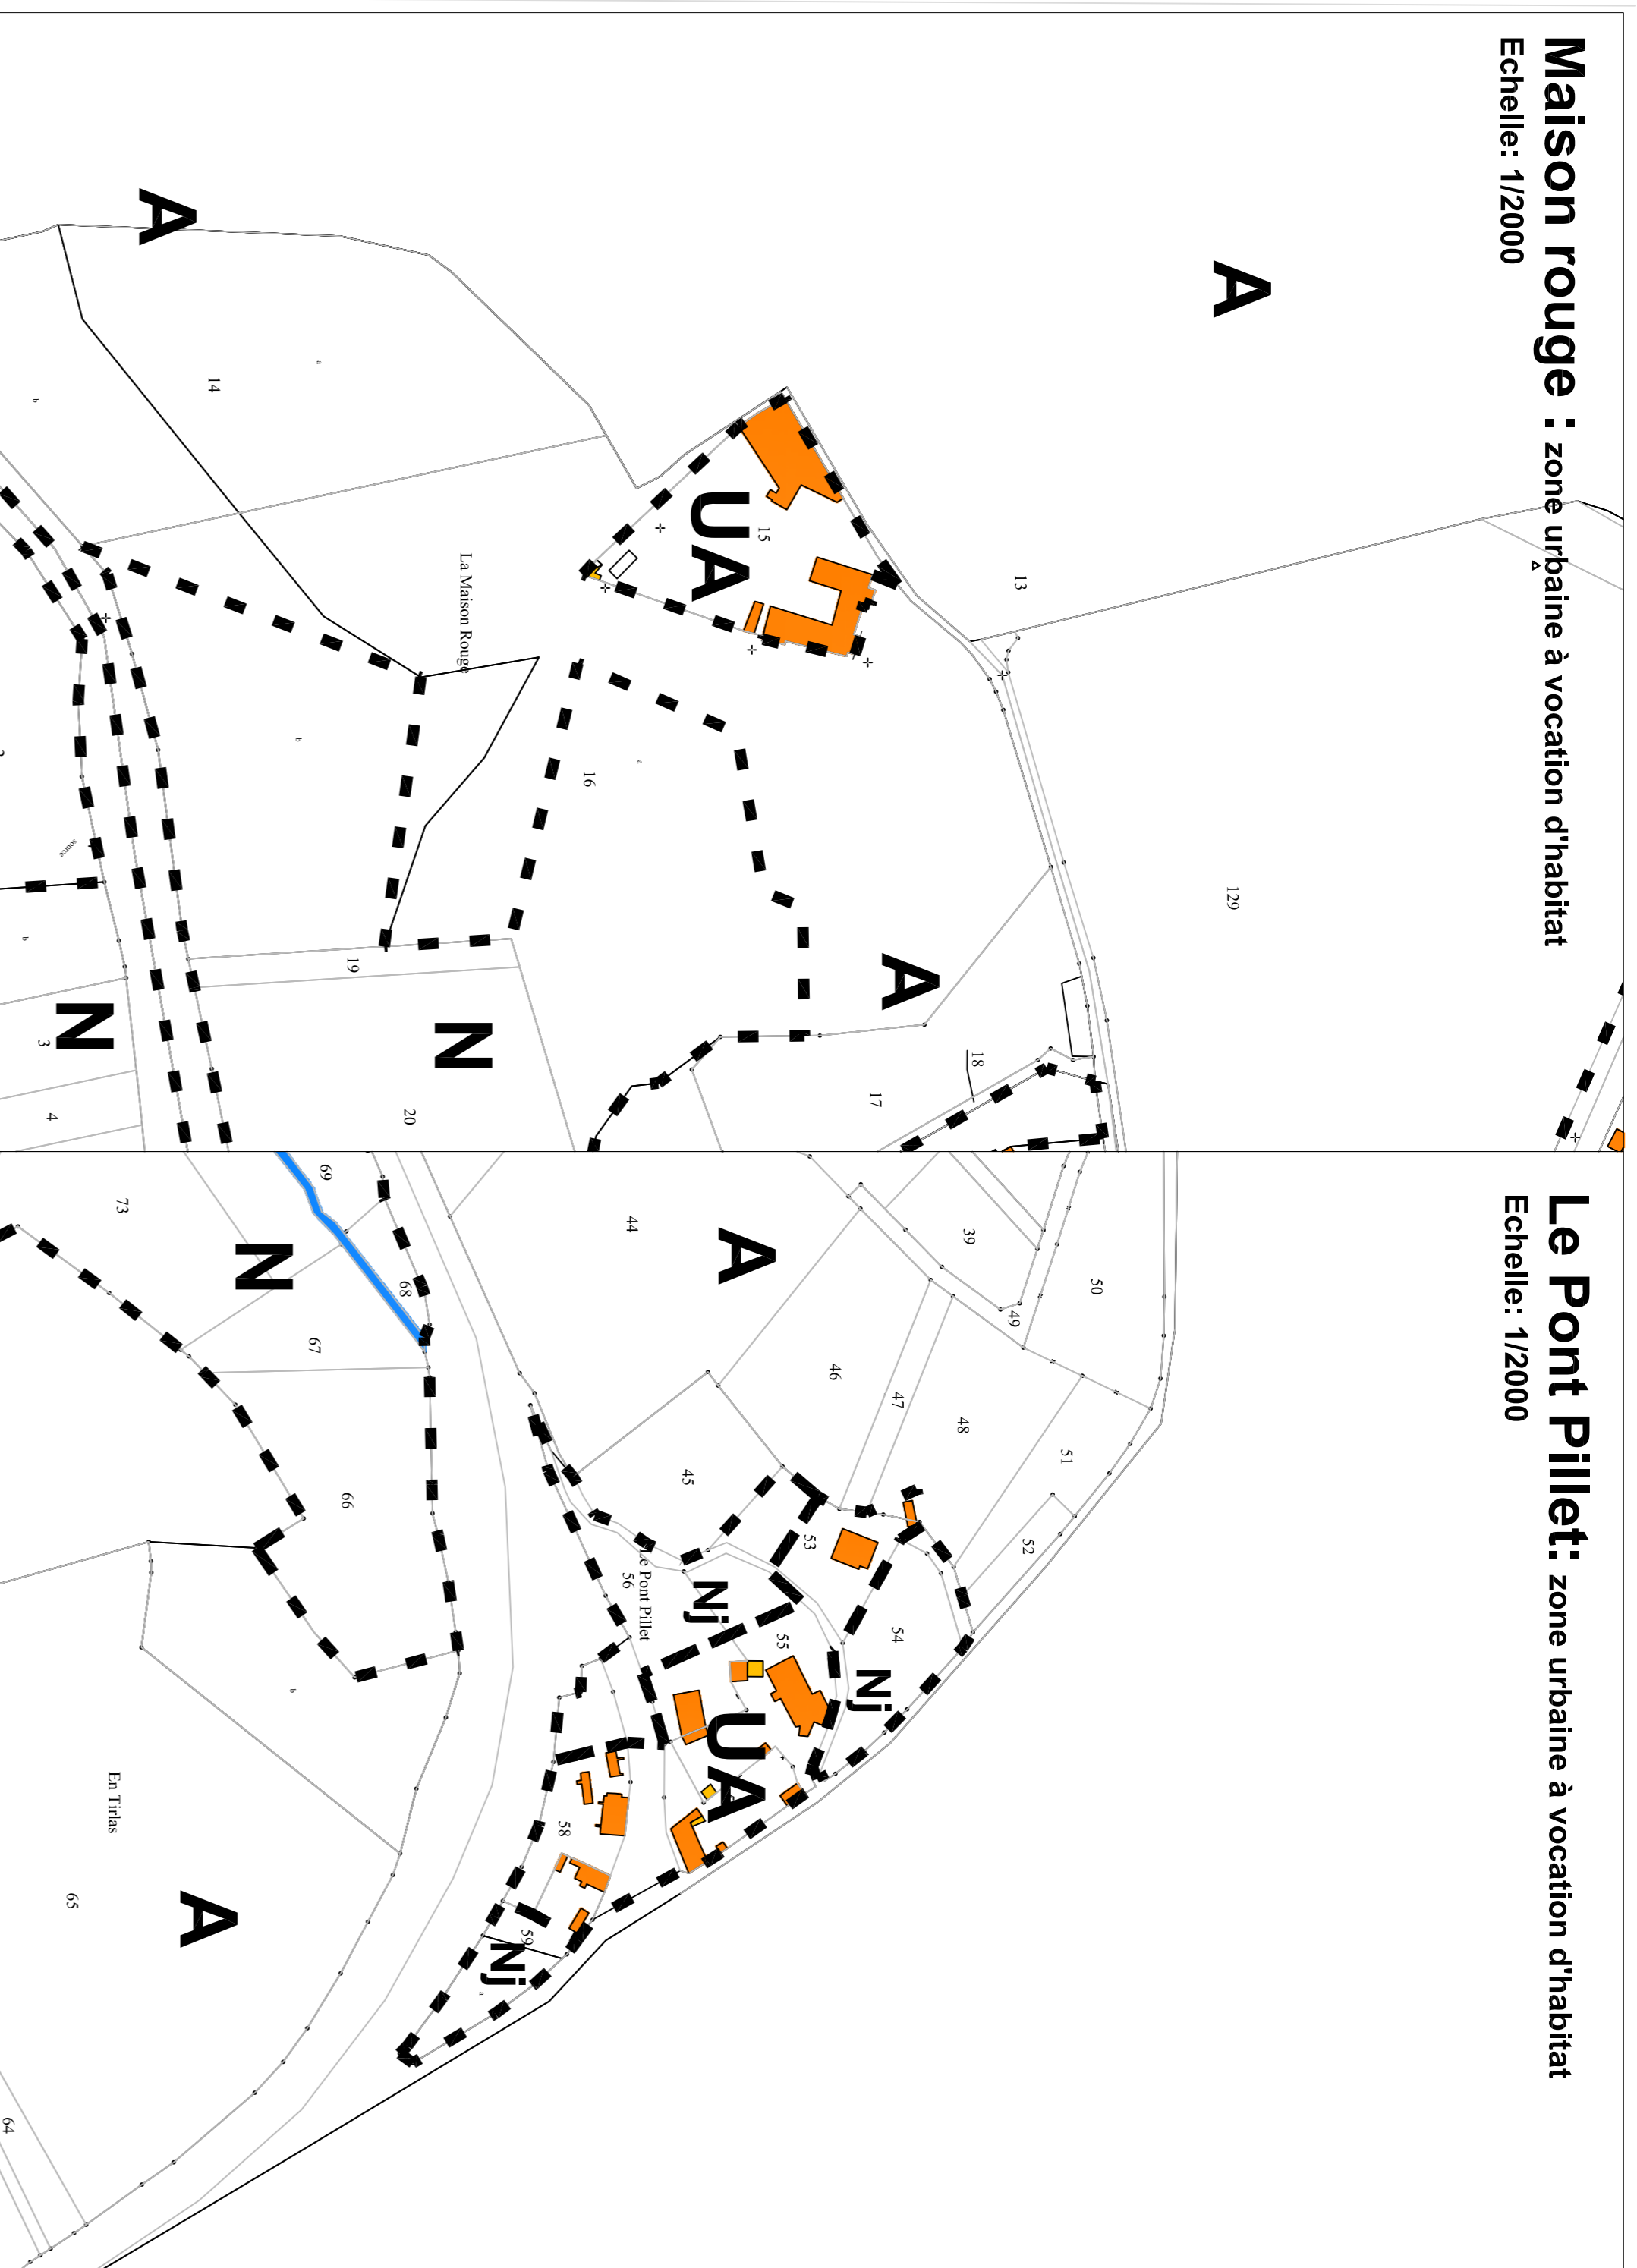 Maison rouge : zone urbaine à vocation d'habitat
Echelle: 1/2000
A
A
13
129
14
a
b
15
UA
La Maison Rouge
16
a
b
A
18
17
19
N
20
source
b
N
3
4
Le Pont Pillet: zone urbaine à vocation d'habitat
Echelle: 1/2000
50
49
39
A
44
69
73
N
68
67
46
47
48
51
52
45
66
53
54
Nj
Le Pont Pillet
56
Nj
55
UA
58
59
Nj
a
b
En Tirlas
65
A
64